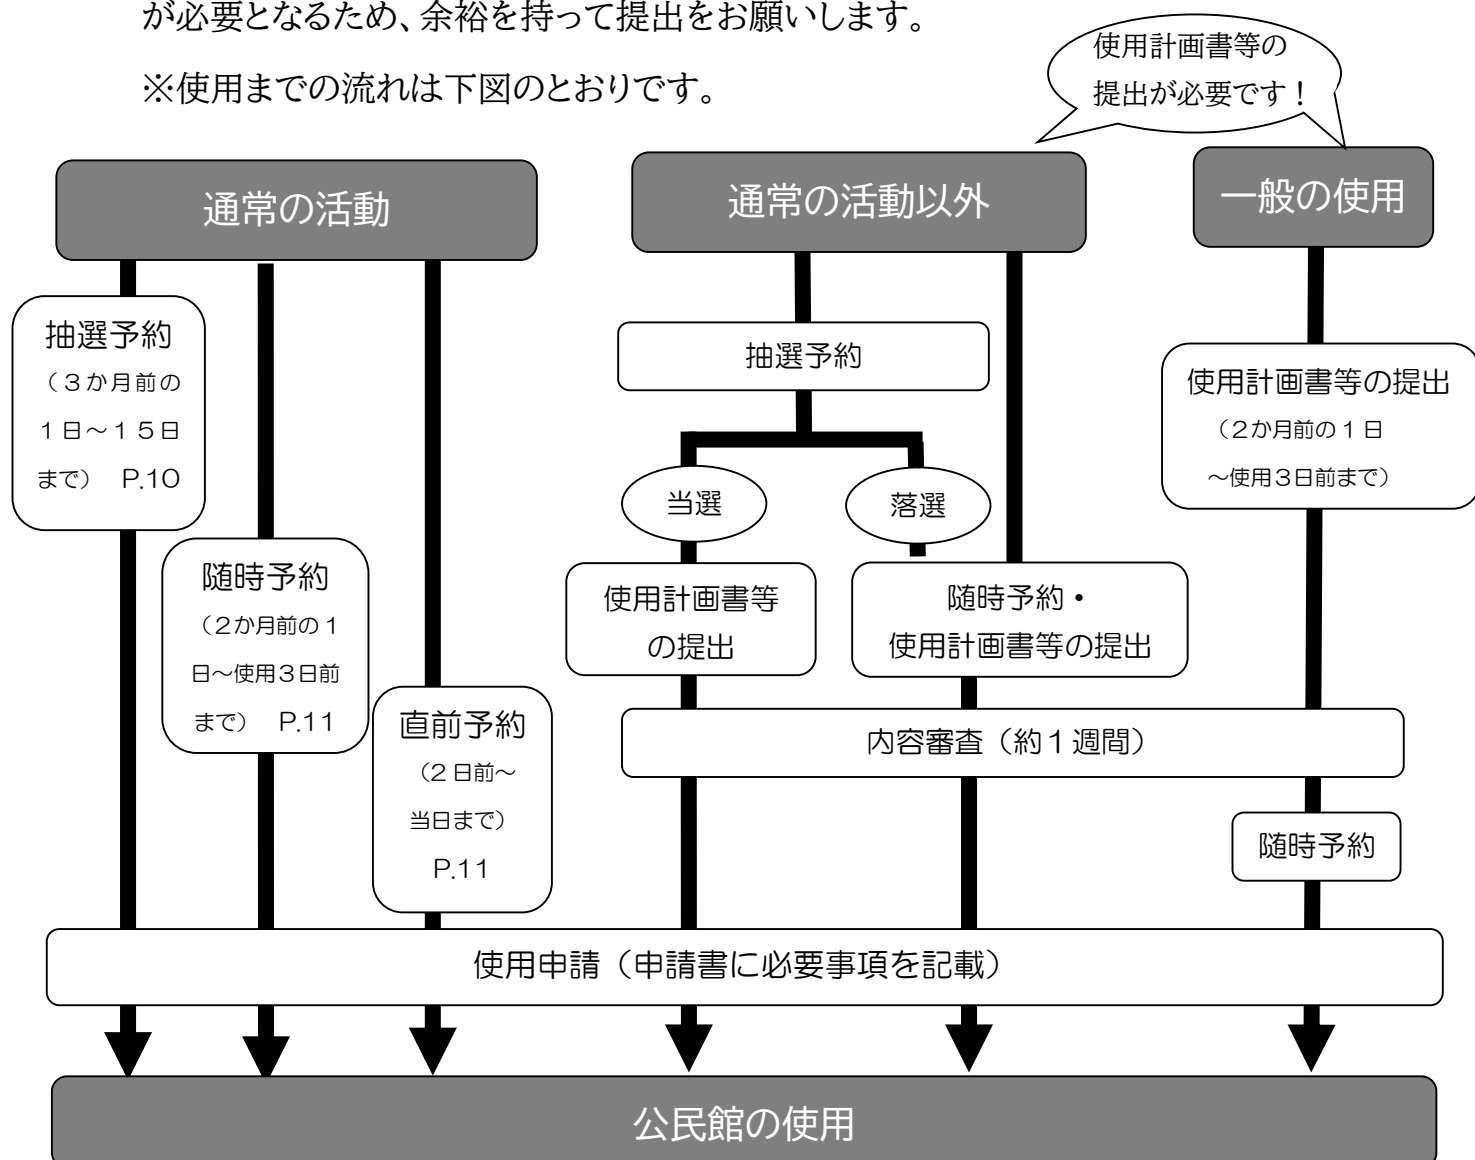 が必要となるため、余裕を持って提出をお願いします。
※使用までの流れは下図のとおりです。
使用計画書等の
提出が必要です！
通常の活動
通常の活動以外
一般の使用
抽選予約
（３か月前の
１日～１５日
まで）　P.10
随時予約
（２か月前の１
日～使用３日前
まで）　P.11
直前予約
（２日前～
当日まで）
P.11
抽選予約
当選
落選
使用計画書等
の提出
随時予約・
使用計画書等の提出
使用計画書等の提出
（２か月前の１日
～使用３日前まで）
内容審査（約１週間）
随時予約
使用申請（申請書に必要事項を記載）
公民館の使用